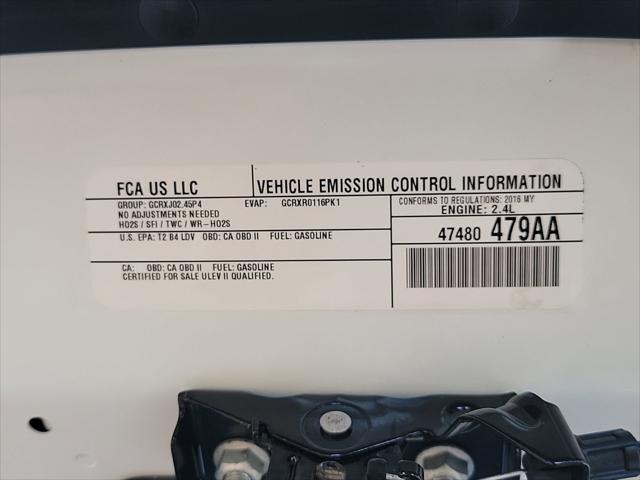 FCA US LLC
VEHICLE EMISSION CONTROL INFORMATION
GROUP: GCRXJ02.45P4 EVAP: GCRXR0116PK1
NO ADJUSTMENTS NEEDED
HO2S / SFI / TWC / WR-HO2S
CONFORMS TO REGULATIONS: 2016 MY
ENGINE: 2.4L
U.S. EPA: T2 B4 LDV OBD: CA OBD II FUEL: GASOLINE
47480 479AA
CA: OBD: CA OBD II FUEL: GASOLINE
CERTIFIED FOR SALE ULEV II QUALIFIED.